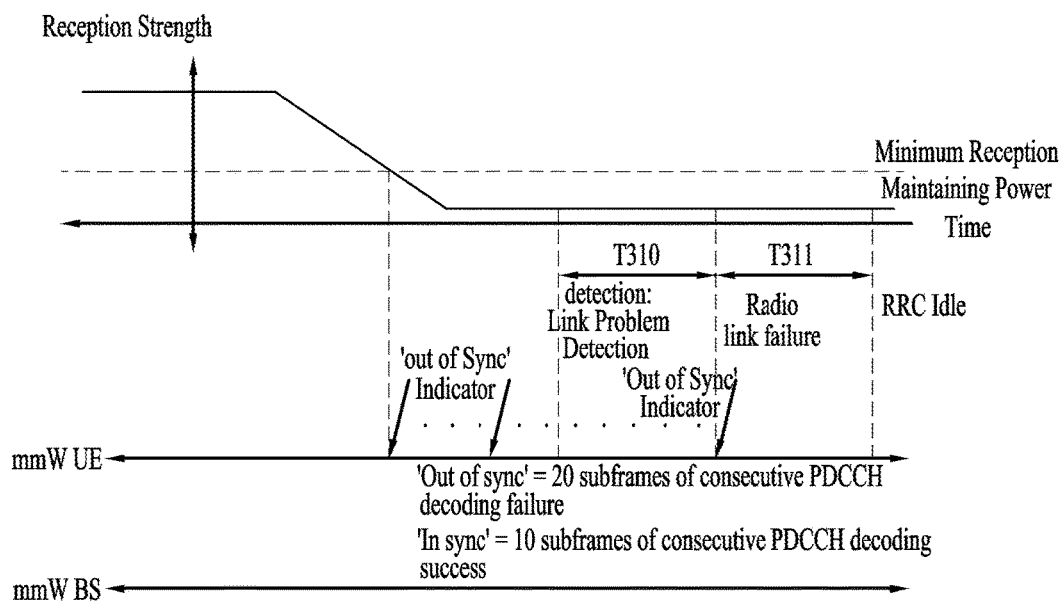 Reception Strength
Minimum Reception
Maintaining Power
Time
T310
T311
detection:
Link Problem
Detection
Radio
link failure
RRC Idle
'out of Sync'
Indicator
'Out of Sync'
Indicator
mmW UE
'Out of sync' = 20 subframes of consecutive PDCCH
decoding failure
'In sync' = 10 subframes of consecutive PDCCH decoding
success
mmW BS